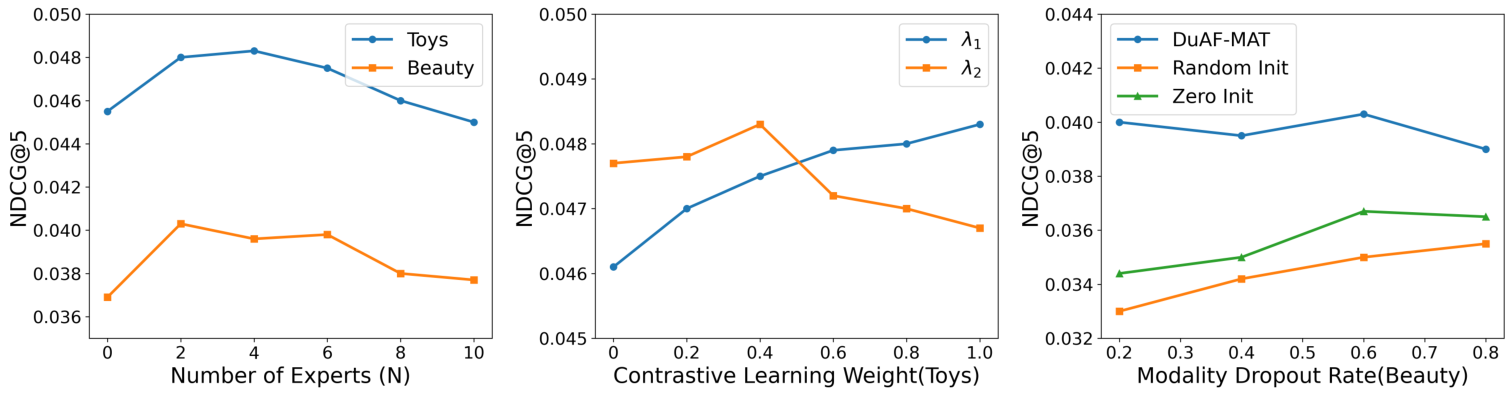 0.050
0.048
0.046
0.044
0.042
0.040
0.038
0.036
NDCG@5
Toys
Beauty
0 2 4 6 8 10
Number of Experts (N)
0.050
0.049
0.048
0.047
0.046
0.045
NDCG@5
λ1
λ2
0 0.2 0.4 0.6 0.8 1.0
Contrastive Learning Weight(Toys)
0.044
0.042
0.040
0.038
0.036
0.034
0.032
NDCG@5
DuAF-MAT
Random Init
Zero Init
0.2 0.3 0.4 0.5 0.6 0.7 0.8
Modality Dropout Rate(Beauty)